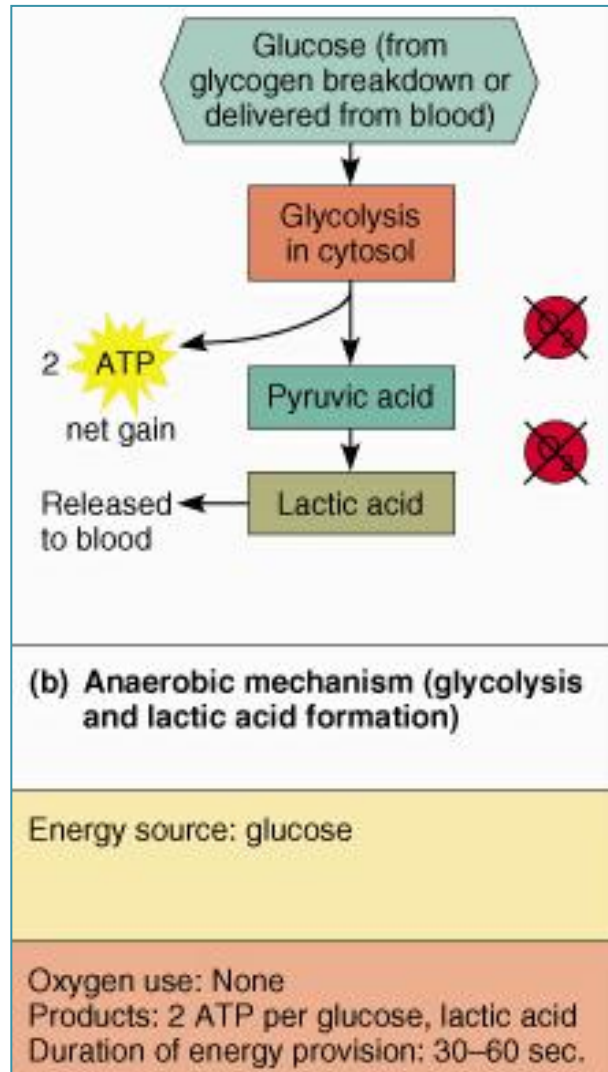 Glucose (from
glycogen breakdown or
delivered from blood)
Glycolysis
in cytosol
O2
2 ATP
net gain
Pyruvic acid
O2
Released
to blood
Lactic acid
(b) Anaerobic mechanism (glycolysis
and lactic acid formation)
Energy source: glucose
Oxygen use: None
Products: 2 ATP per glucose, lactic acid
Duration of energy provision: 30–60 sec.